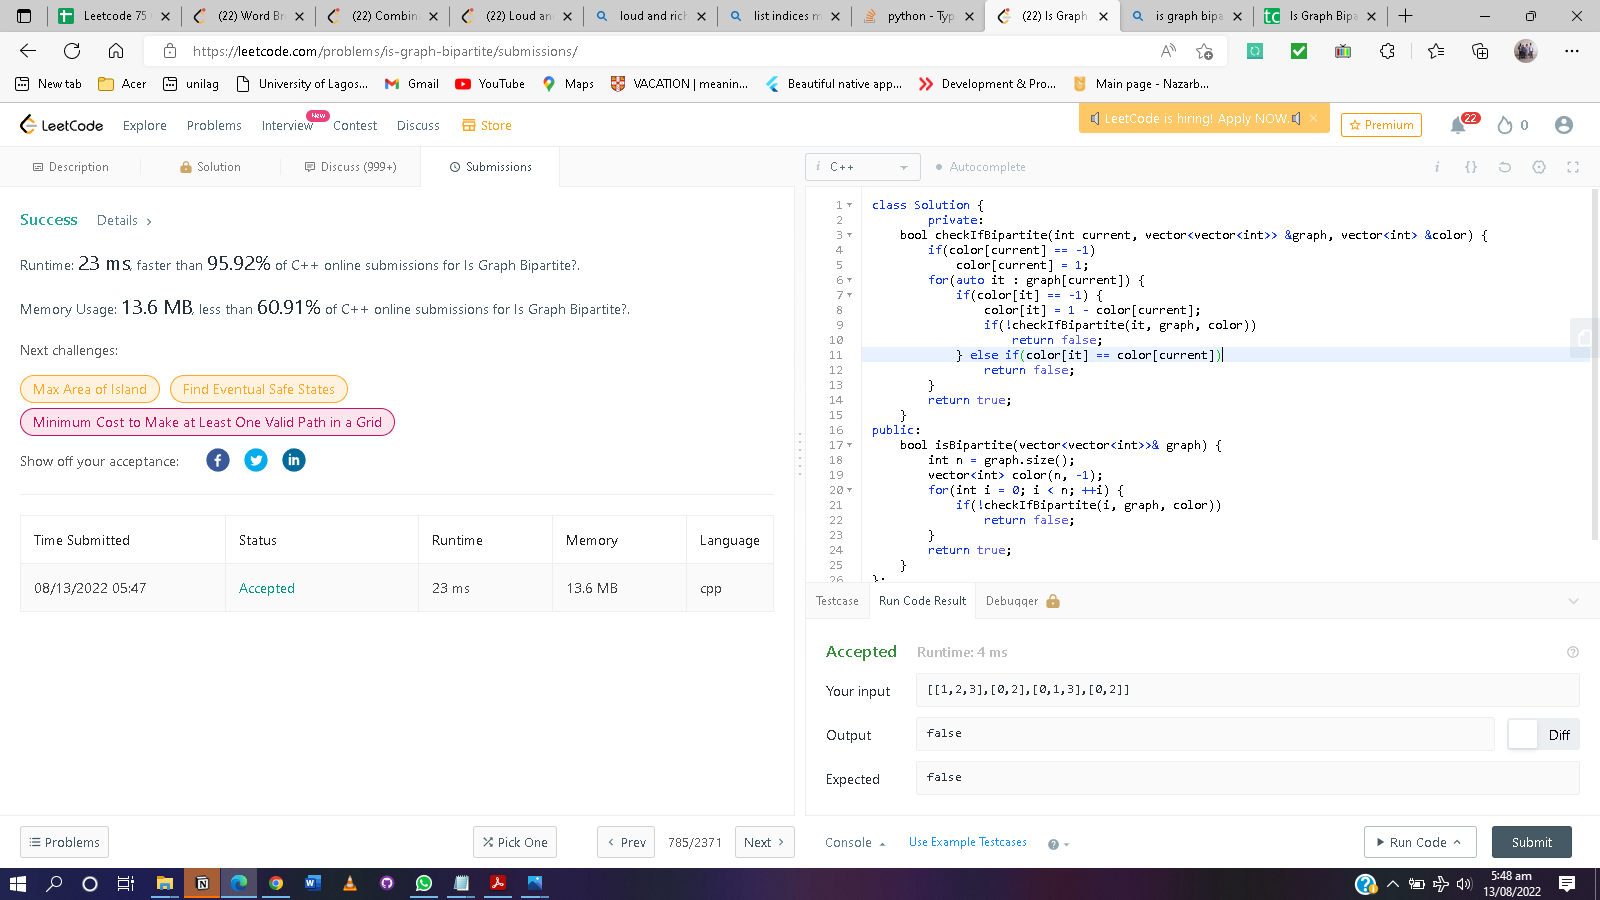 Leetcode 75
(22) Word Br
(22) Combin
(22) Loud an
loud and rich
list indices m
python - Typ
(22) Is Graph
is graph bipa
Is Graph Bipa
https://leetcode.com/problems/is-graph-bipartite/submissions/
New tab
Acer
unilag
University of Lagos...
Gmail
YouTube
Maps
VACATION | meanin...
Beautiful native app...
Development & Pro...
Main page - Nazarb...
LeetCode
Explore
Problems
Interview
New
Contest
Discuss
Store
LeetCode is hiring! Apply NOW.
Premium
22
0
Description
Solution
Discuss (999+)
Submissions
Success
Details
Runtime: 23 ms, faster than 95.92% of C++ online submissions for Is Graph Bipartite?.
Memory Usage: 13.6 MB, less than 60.91% of C++ online submissions for Is Graph Bipartite?.
Next challenges:
Max Area of Island
Find Eventual Safe States
Minimum Cost to Make at Least One Valid Path in a Grid
Show off your acceptance:
Time Submitted Status Runtime Memory Language
08/13/2022 05:47 Accepted 23 ms 13.6 MB cpp
Problems
Pick One
Prev
785/2371
Next
i C++
Autocomplete
1 class Solution {
2 private:
3 bool checkIfBipartite(int current, vector<vector<int>> &graph, vector<int> &color) {
4 if(color[current] == -1)
5 color[current] = 1;
6 for(auto it : graph[current]) {
7 if(color[it] == -1) {
8 color[it] = 1 - color[current];
9 if(!checkIfBipartite(it, graph, color))
10 return false;
11 } else if(color[it] == color[current])
12 return false;
13 }
14 return true;
15 }
16 public:
17 bool isBipartite(vector<vector<int>>& graph) {
18 int n = graph.size();
19 vector<int> color(n, -1);
20 for(int i = 0; i < n; ++i) {
21 if(!checkIfBipartite(i, graph, color))
22 return false;
23 }
24 return true;
25 }
26 };
Testcase
Run Code Result
Debugger
Accepted
Runtime: 4 ms
Your input
[[1,2,3],[0,2],[0,1,3],[0,2]]
Output
false
Diff
Expected
false
Console
Use Example Testcases
Run Code
Submit
5:48 am
13/08/2022